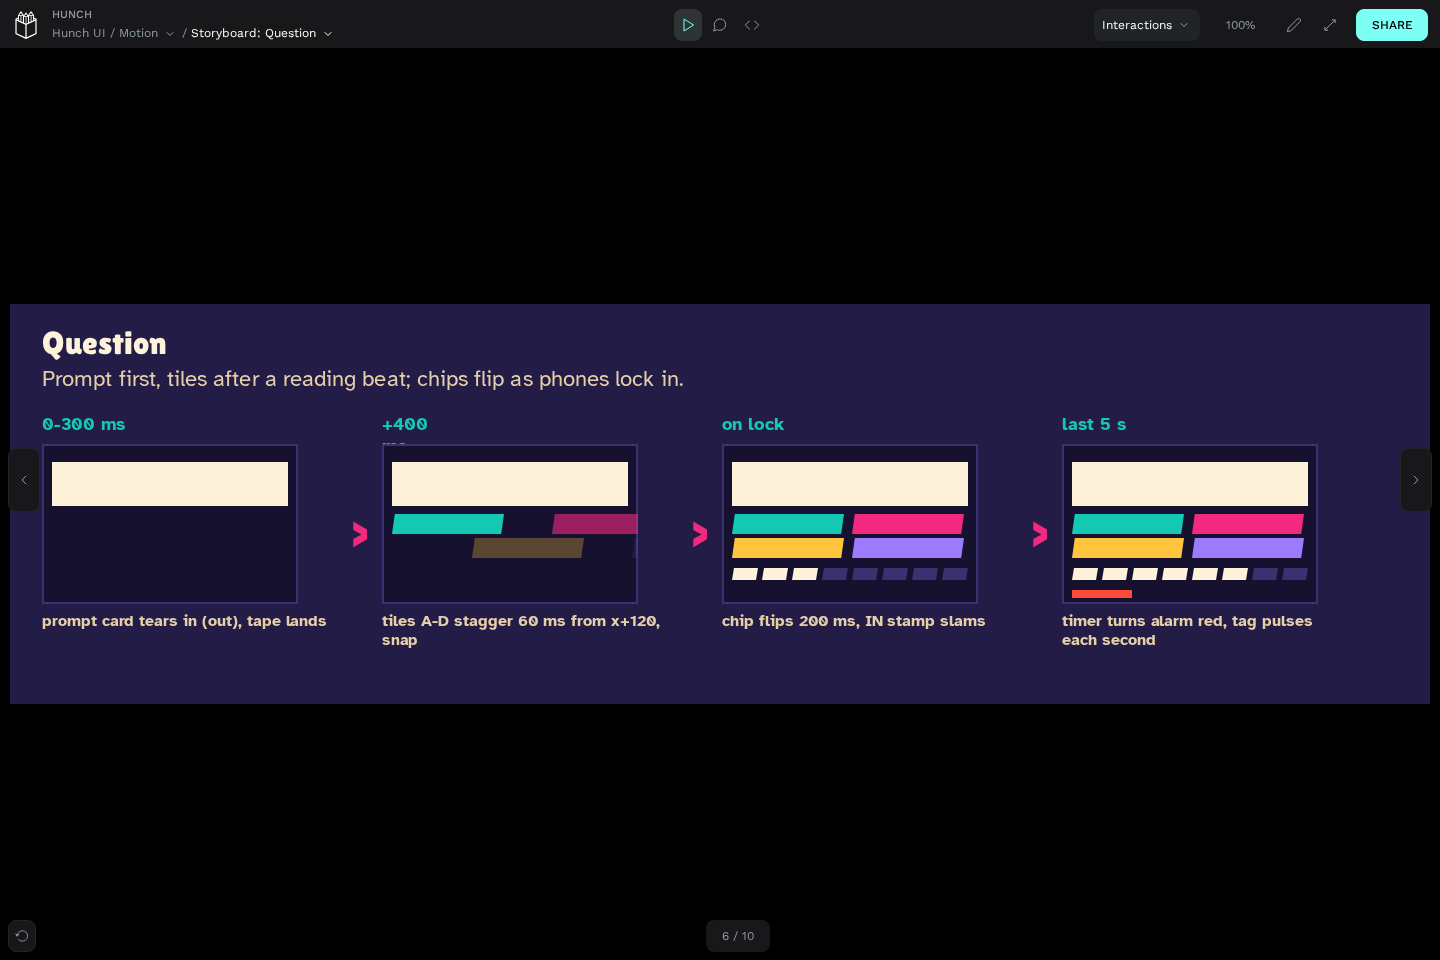 HUNCH
Hunch UI / Motion / Storyboard: Question
Interactions
100%
SHARE
Question
Prompt first, tiles after a reading beat; chips flip as phones lock in.
0-300 ms
+400
on lock
last 5 s
prompt card tears in (out), tape lands
tiles A-D stagger 60 ms from x+120,
snap
chip flips 200 ms, IN stamp slams
timer turns alarm red, tag pulses
each second
6 / 10